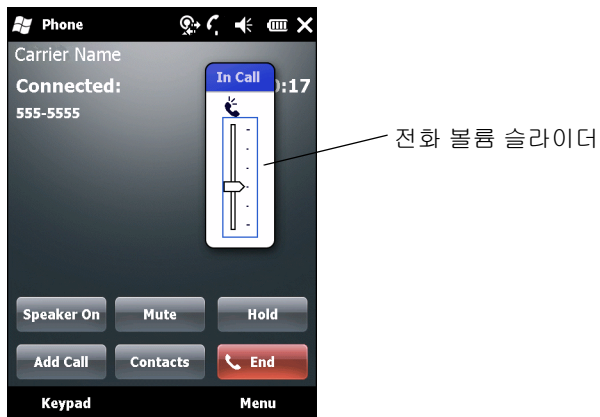 Phone
Carrier Name
In Call
Connected: :17
555-5555
전화 볼륨 슬라이더
Speaker On Mute Hold
Add Call Contacts End
Keypad Menu